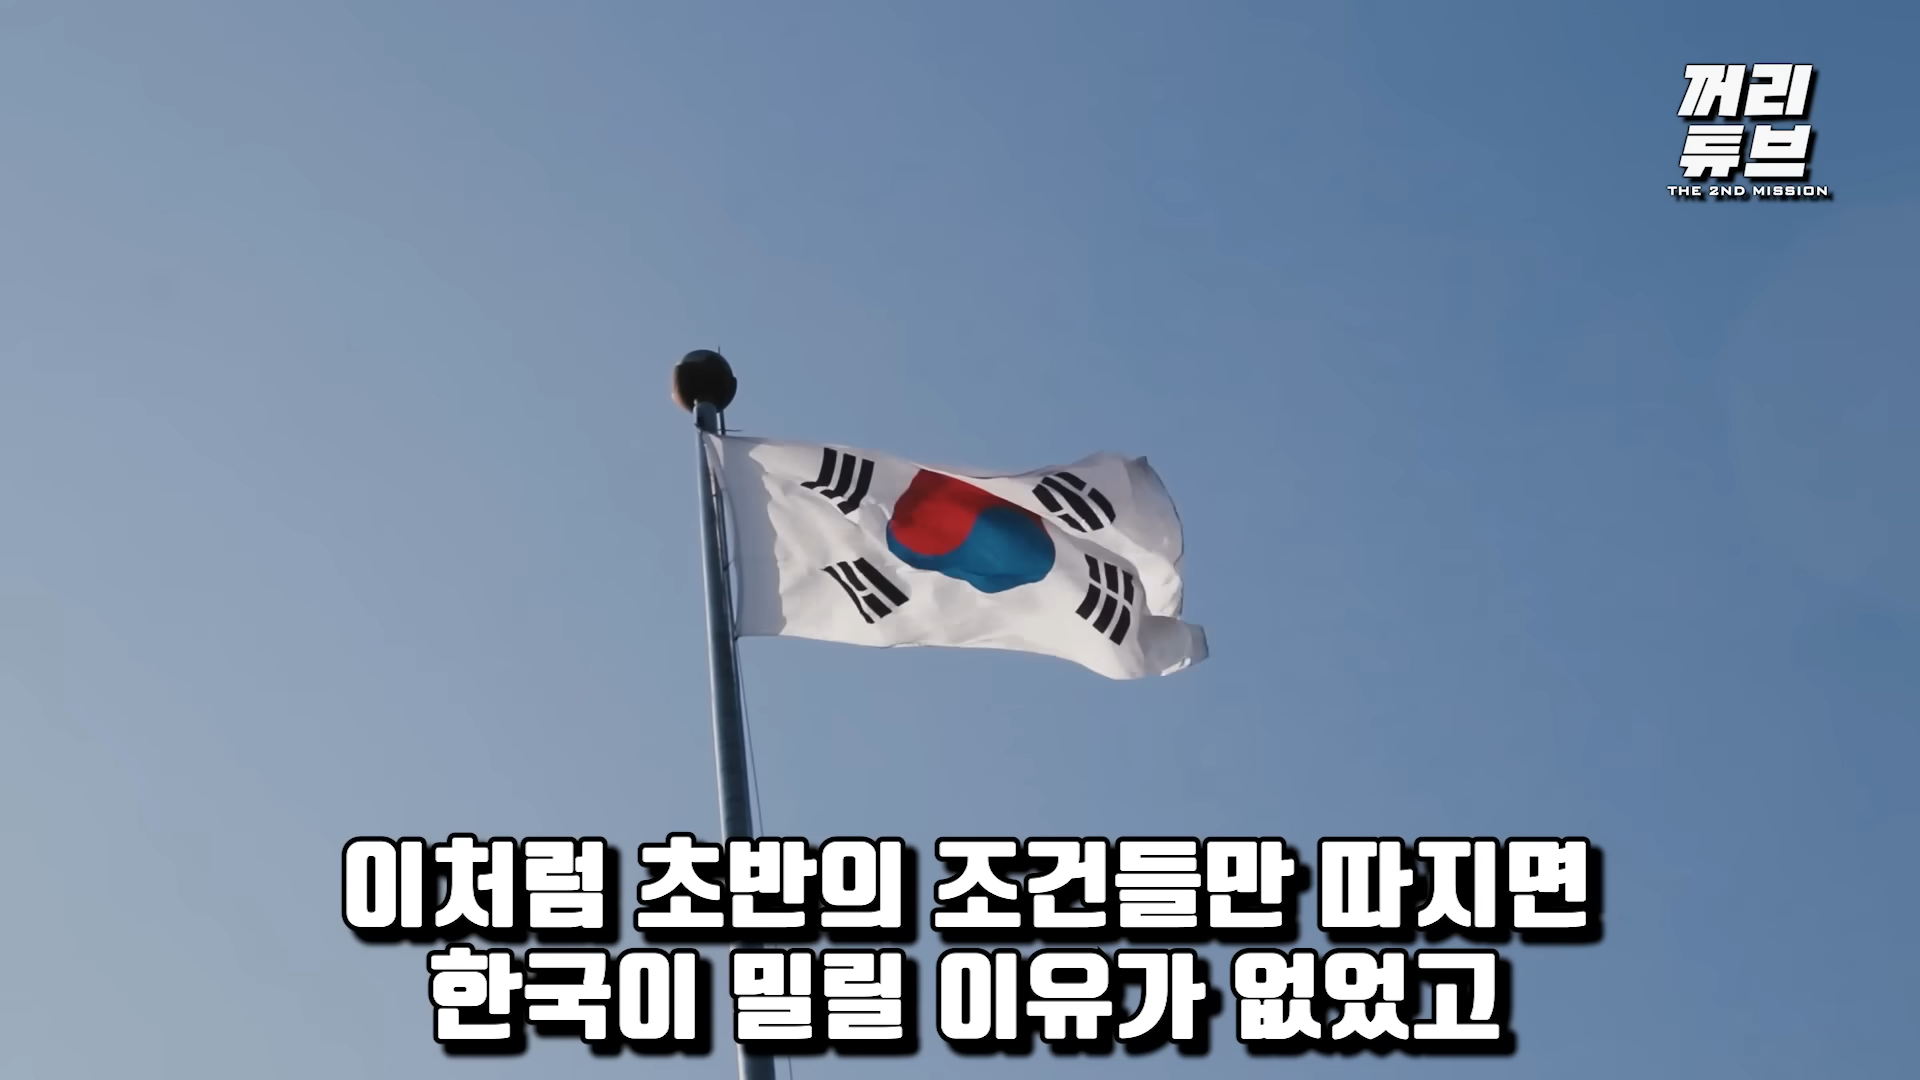 꺼리
튜브
THE 2ND MISSION
이처럼 초반의 조건들만 따지면
한국이 밀릴 이유가 없었고